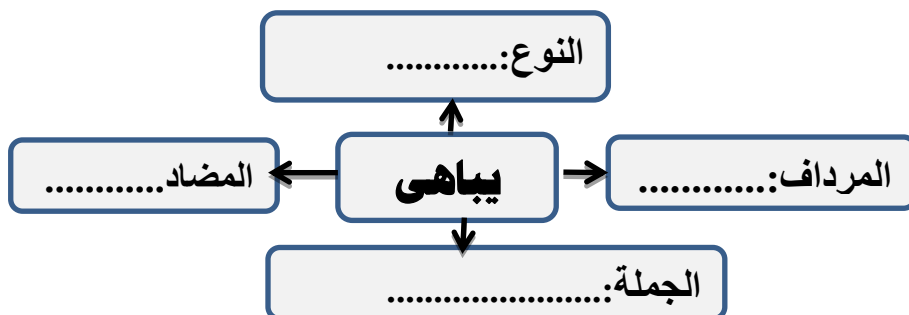 النوع:............
المرداف:............
يباهى
المضاد............
الجملة:.......................